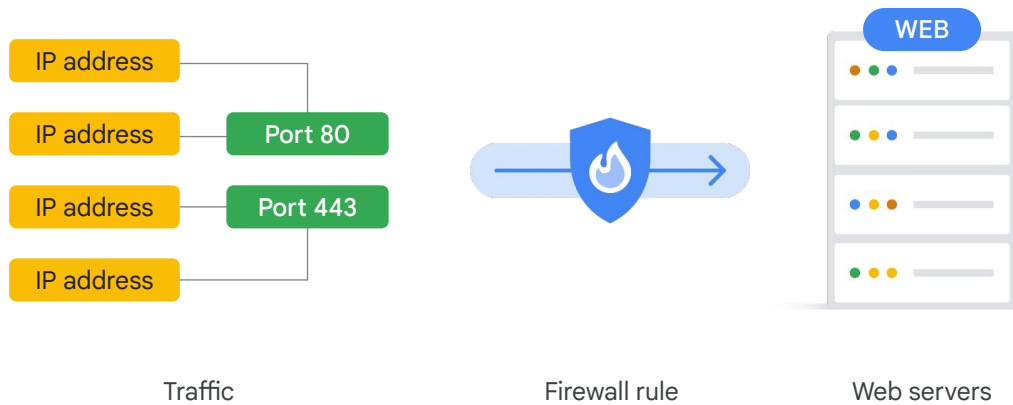 WEB
IP address
IP address
Port 80
IP address
Port 443
IP address
Traffic
Firewall rule
Web servers